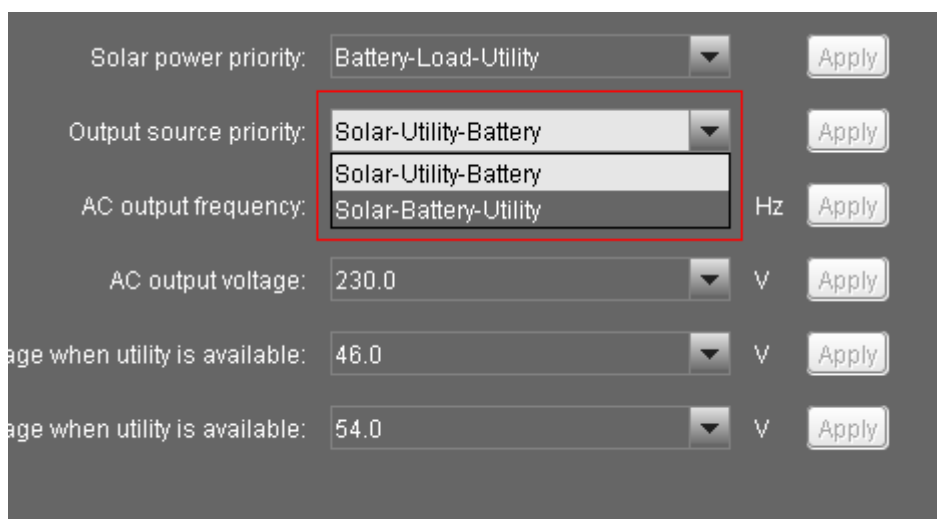 Solar power priority: Battery-Load-Utility Apply
Output source priority: Solar-Utility-Battery Apply
Solar-Utility-Battery
AC output frequency: Solar-Battery-Utility Hz Apply
AC output voltage: 230.0 V Apply
age when utility is available: 46.0 V Apply
age when utility is available: 54.0 V Apply